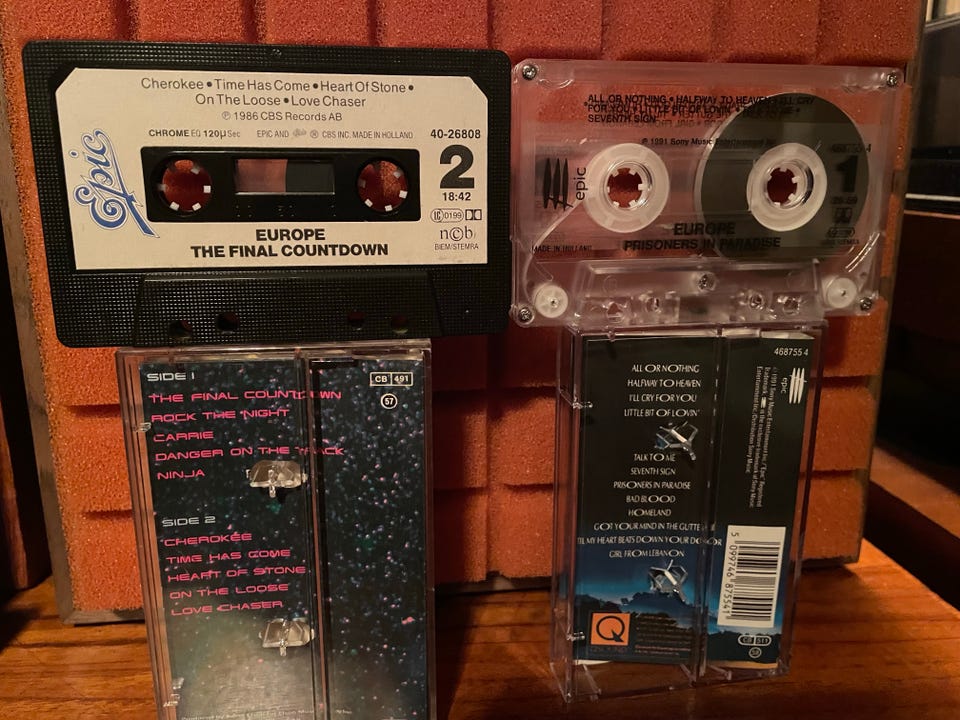 Cherokee • Time Has Come • Heart Of Stone •
On The Loose • Love Chaser
℗ 1986 CBS Records AB
CHROME EQ 120µSec EPIC AND ® CBS INC. MADE IN HOLLAND 40-26808
Epic
2
18:42
0199
n©b
BIEM/STEMRA
EUROPE
THE FINAL COUNTDOWN
ALL OR NOTHING • HALFWAY TO HEAVEN • I'LL CRY
FOR YOU • LITTLE BIT OF LOVIN'
SEVENTH SIGN
℗ 1991 Sony Music Entertainment
epic
1
EUROPE
PRISONERS IN PARADISE
MADE IN HOLLAND
SIDE 1
THE FINAL COUNTDOWN
ROCK THE NIGHT
CARRIE
DANGER ON THE TRACK
NINJA
SIDE 2
CHEROKEE
TIME HAS COME
HEART OF STONE
ON THE LOOSE
LOVE CHASER
CB 491
57
ALL OR NOTHING
HALFWAY TO HEAVEN
I'LL CRY FOR YOU
LITTLE BIT OF LOVIN'
TALK TO ME
SEVENTH SIGN
PRISONERS IN PARADISE
BAD BLOOD
HOMELAND
GOT YOUR MIND IN THE GUTTER
'TIL MY HEART BEATS DOWN YOUR DOOR
GIRL FROM LEBANON
Q
468755 4
epic
5 099746 875541
CB 511